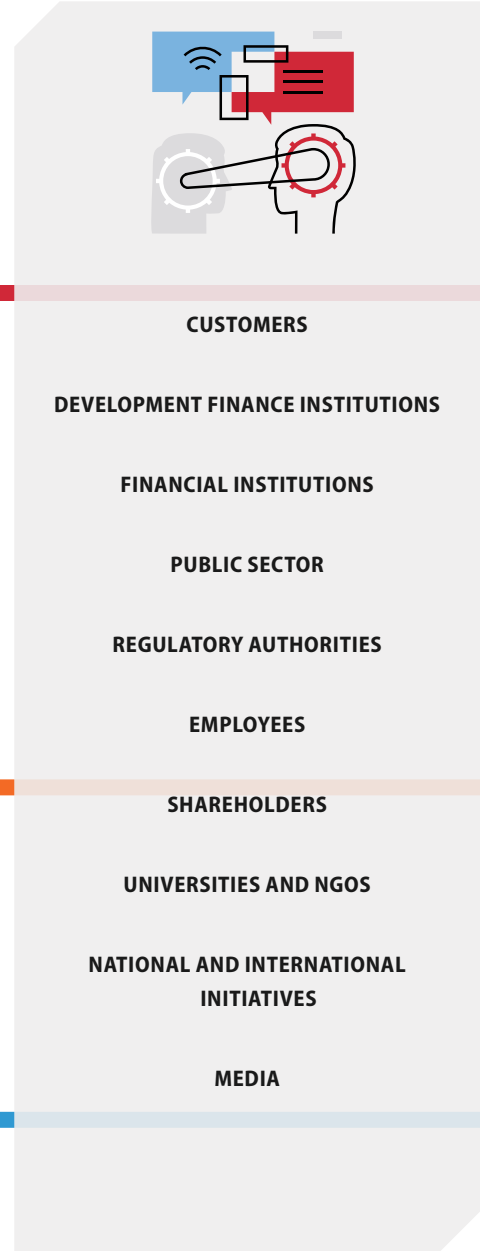 CUSTOMERS
DEVELOPMENT FINANCE INSTITUTIONS
FINANCIAL INSTITUTIONS
PUBLIC SECTOR
REGULATORY AUTHORITIES
EMPLOYEES
SHAREHOLDERS
UNIVERSITIES AND NGOS
NATIONAL AND INTERNATIONAL
INITIATIVES
MEDIA